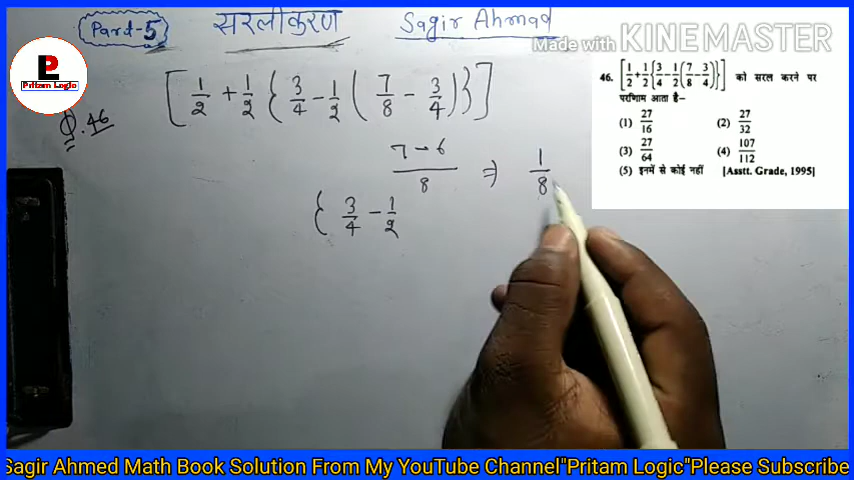 Pard-5 सरलीकरण Sagir Ahmad
Made with KINEMASTER
Pritam Logic
Q.46
[1/2 + 1/2 { 3/4 - 1/2 ( 7/8 - 3/4 ) } ]
7-6/8 ⇒ 1/8
{ 3/4 - 1/2
46. [1/2+1/2{3/4-1/2(7/8-3/4)}] को सरल करने पर
परिणाम आता है–
(1) 27/16 (2) 27/32
(3) 27/64 (4) 107/112
(5) इनमें से कोई नहीं [Asstt. Grade, 1995]
Sagir Ahmed Math Book Solution From My YouTube Channel"Pritam Logic"Please Subscribe